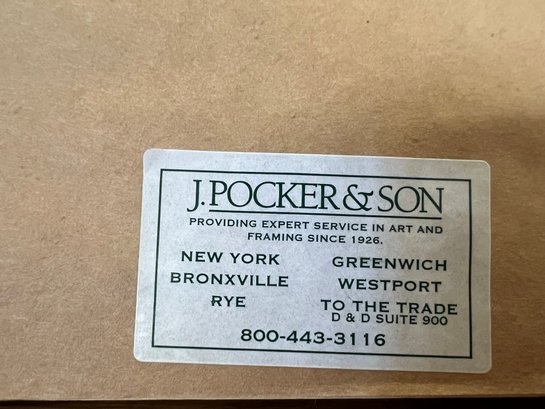 J. POCKER & SON
PROVIDING EXPERT SERVICE IN ART AND
FRAMING SINCE 1926.
NEW YORK
BRONXVILLE
RYE
GREENWICH
WESTPORT
TO THE TRADE
D & D SUITE 900
800-443-3116